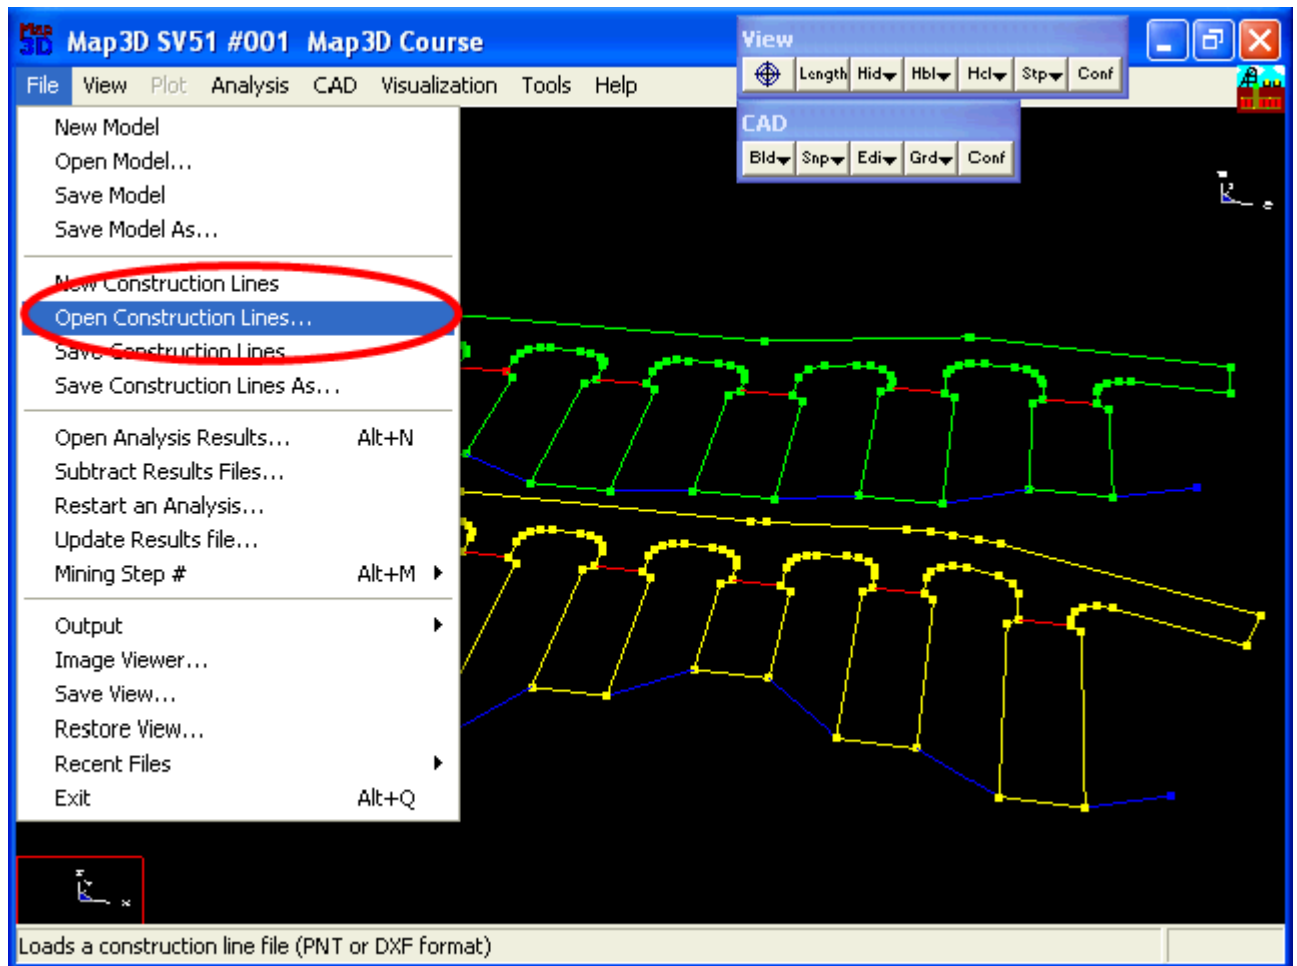 Map3D SV51 #001 Map3D Course
Map
3D
File View Plot Analysis CAD Visualization Tools Help
View
Length Hid Hbl Hcl Stp Conf
CAD
Bld Snp Edi Grd Conf
New Model
Open Model...
Save Model
Save Model As...
New Construction Lines
Open Construction Lines...
Save Construction Lines
Save Construction Lines As...
Open Analysis Results... Alt+N
Subtract Results Files...
Restart an Analysis...
Update Results file...
Mining Step # Alt+M
Output
Image Viewer...
Save View...
Restore View...
Recent Files
Exit Alt+Q
Loads a construction line file (PNT or DXF format)